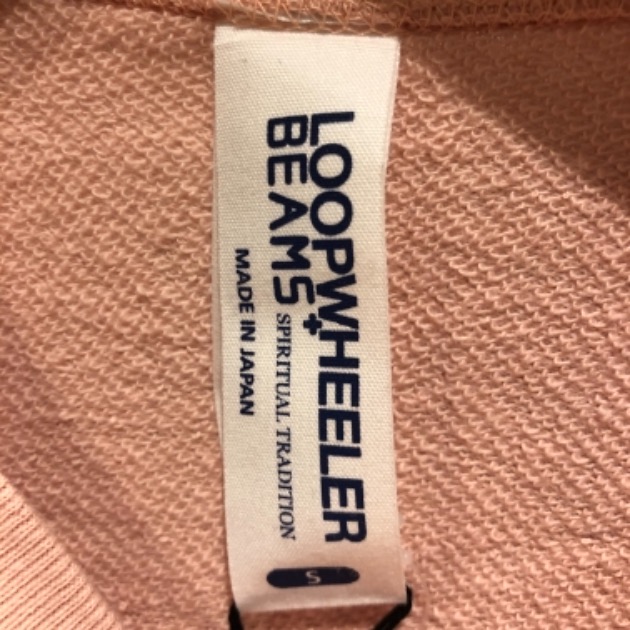 LOOPWHEELER
BEAMS+ SPIRITUAL TRADITION
MADE IN JAPAN
S